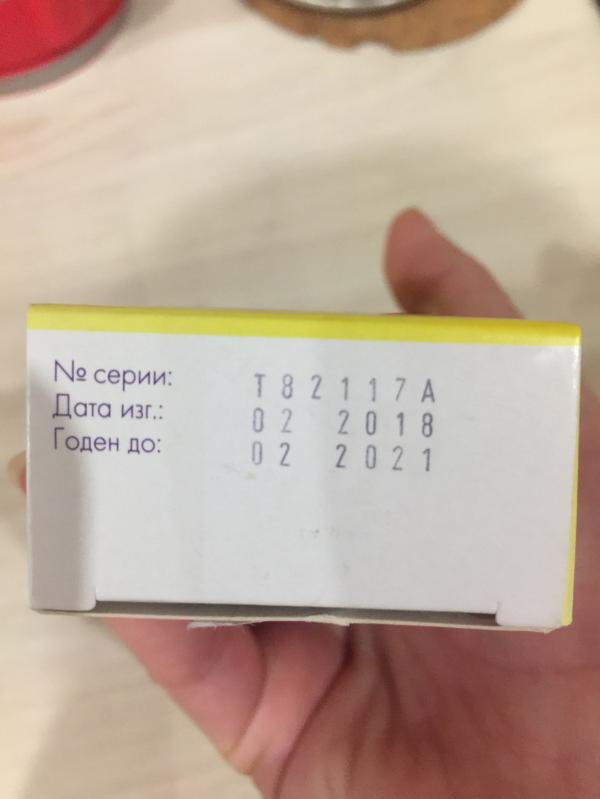 № серии: T82117A
Дата изг.: 02 2018
Годен до: 02 2021